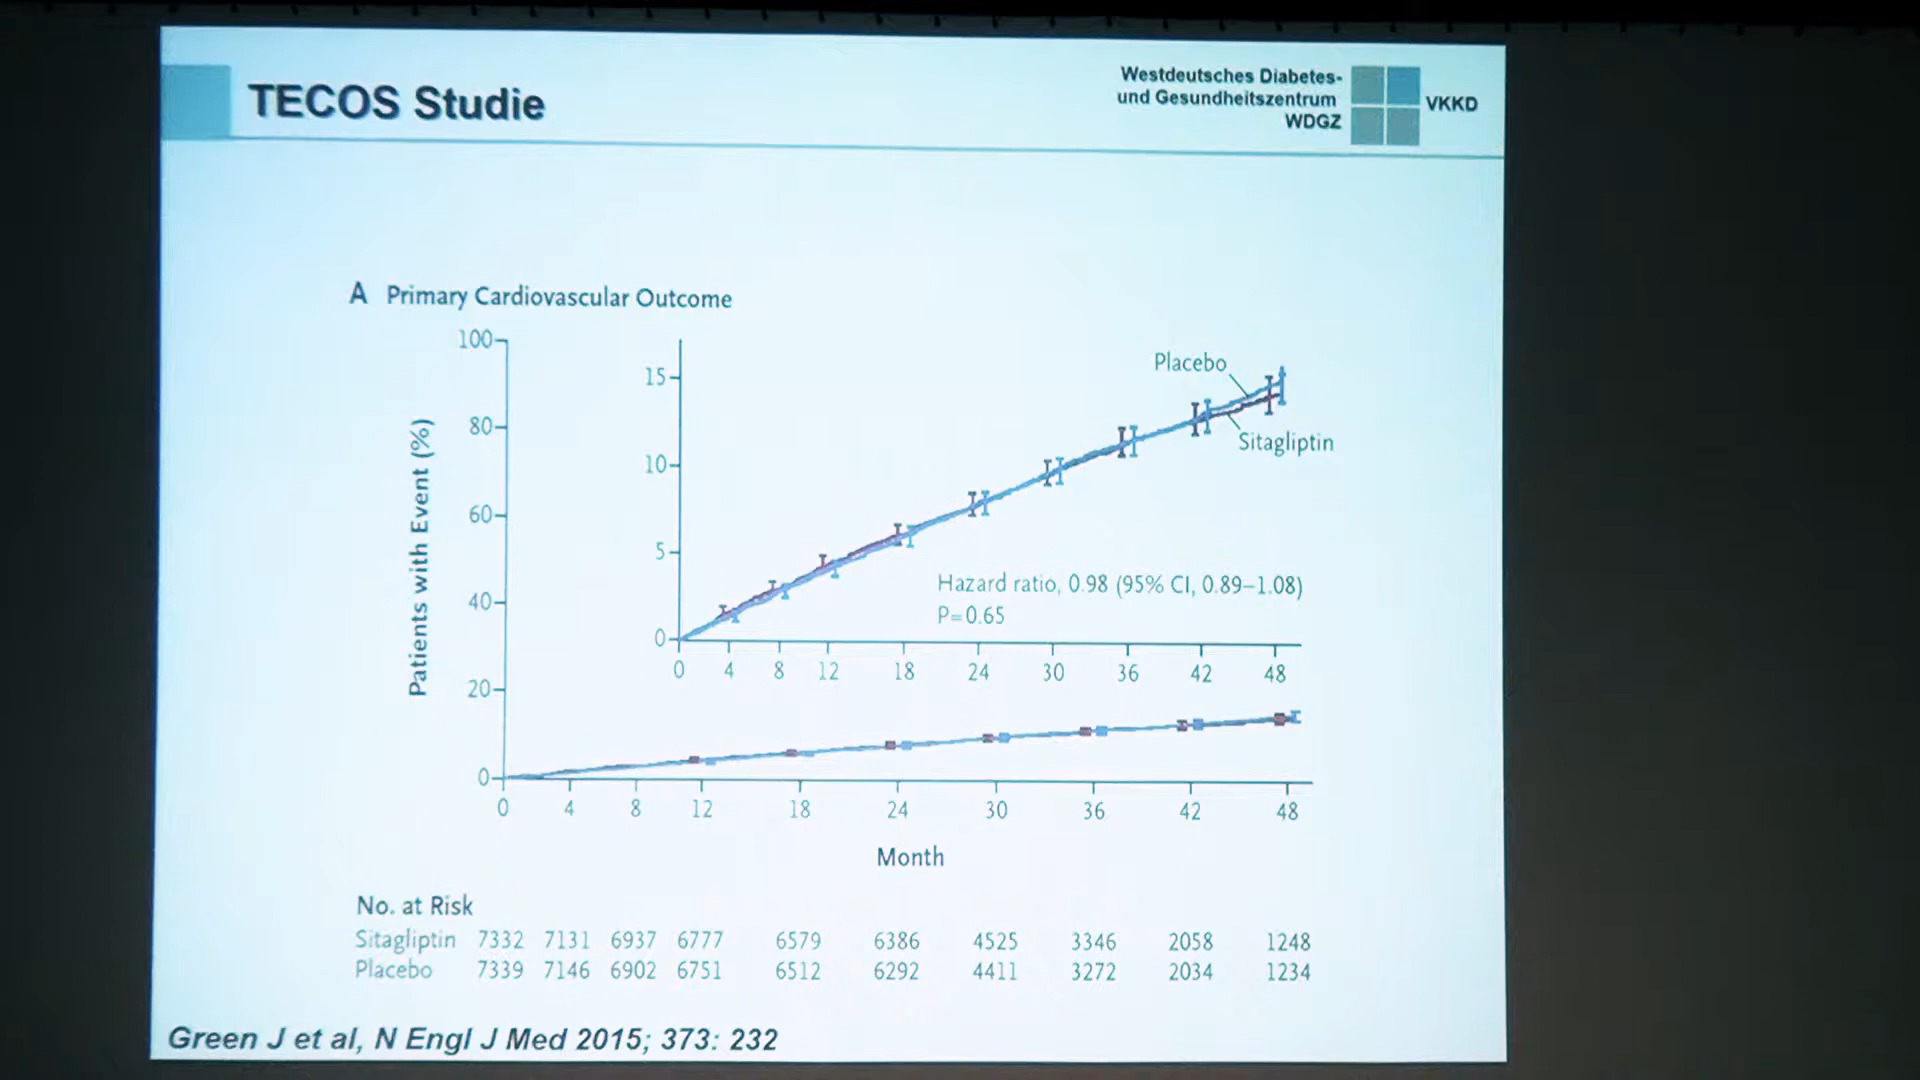 TECOS Studie
Westdeutsches Diabetes-
und Gesundheitszentrum
WDGZ
VKKD
A Primary Cardiovascular Outcome
Patients with Event (%)
100
80
60
40
20
0
15
10
5
0
Placebo
Sitagliptin
Hazard ratio, 0.98 (95% CI, 0.89–1.08)
P=0.65
0 4 8 12 18 24 30 36 42 48
0 4 8 12 18 24 30 36 42 48
Month
No. at Risk
Sitagliptin 7332 7131 6937 6777 6579 6386 4525 3346 2058 1248
Placebo 7339 7146 6902 6751 6512 6292 4411 3272 2034 1234
Green J et al, N Engl J Med 2015; 373: 232